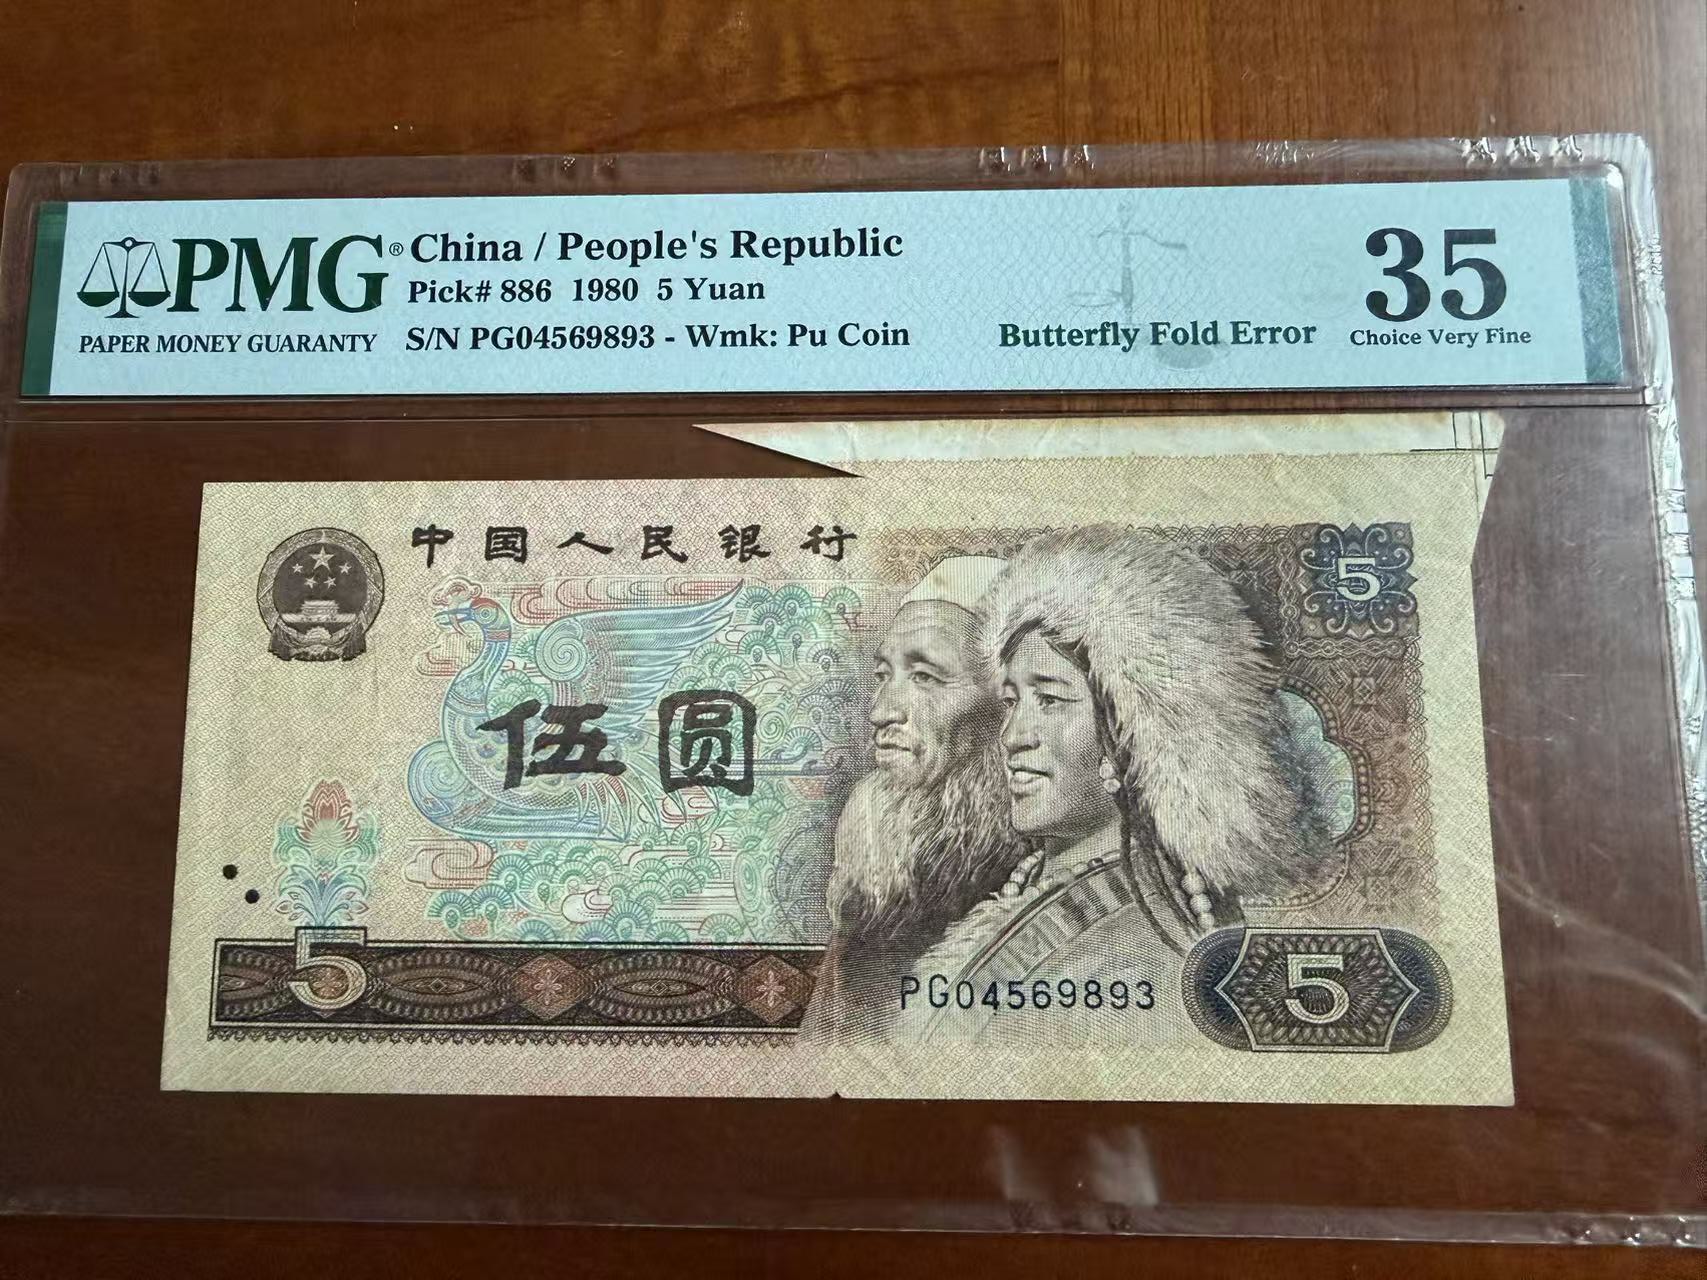 PMG® China / People's Republic
Pick# 886 1980 5 Yuan
35
PAPER MONEY GUARANTY
S/N PG04569893 - Wmk: Pu Coin
Butterfly Fold Error
Choice Very Fine
中国人民银行
5
伍圆
5
PG04569893
5